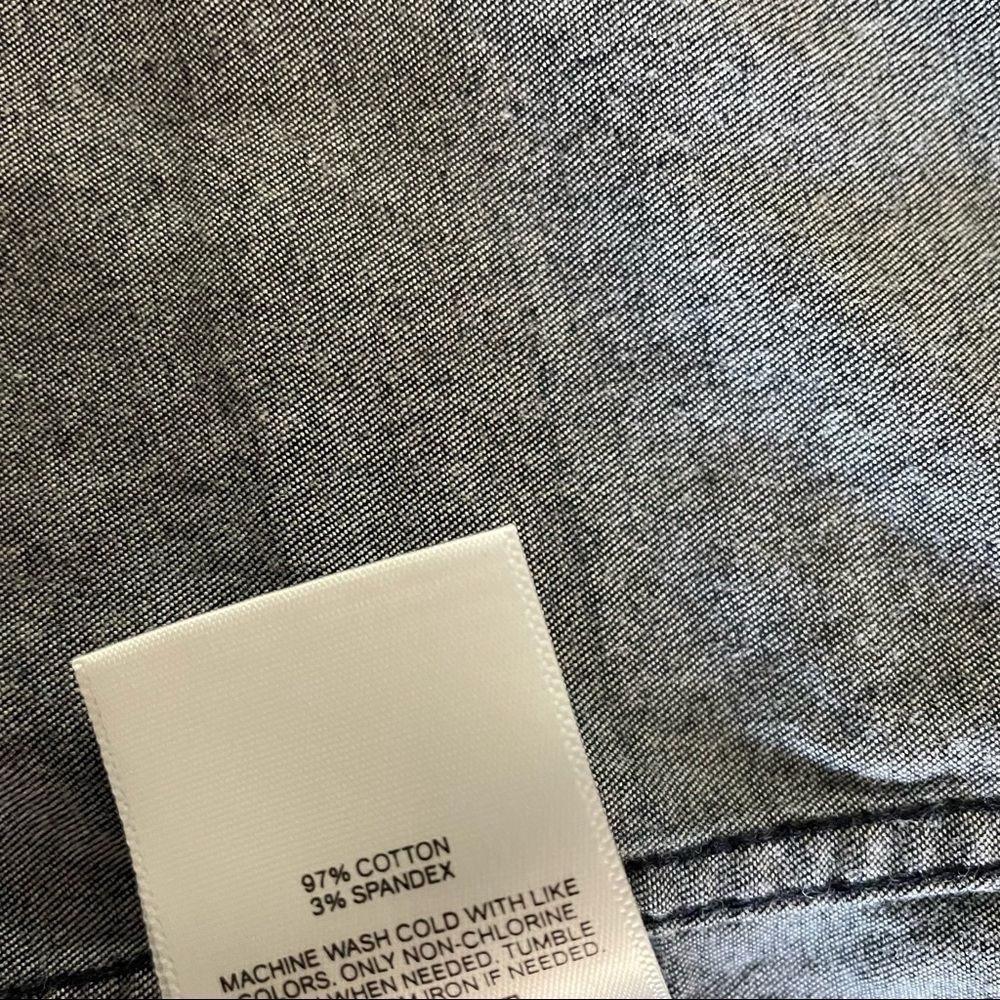 97% COTTON
3% SPANDEX
MACHINE WASH COLD WITH LIKE
COLORS. ONLY NON-CHLORINE
WHEN NEEDED. TUMBLE
IRON IF NEEDED.